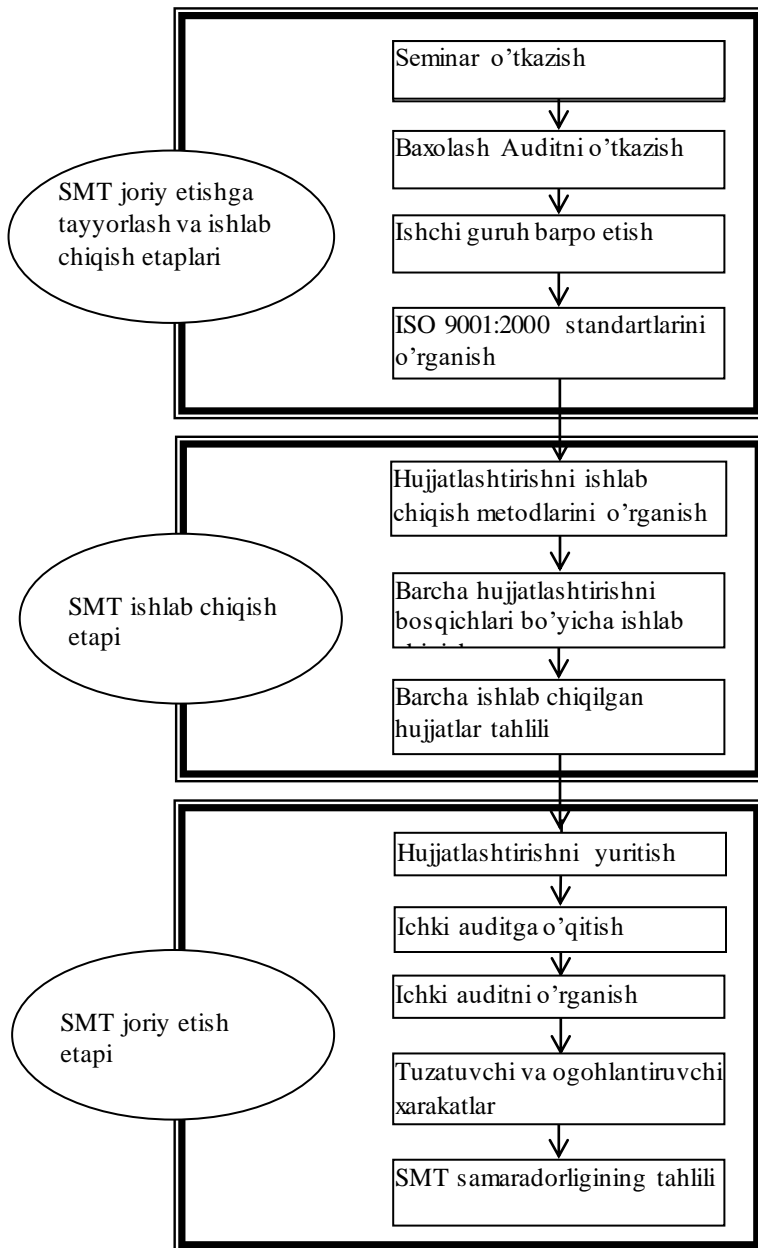 Seminar o’tkazish
Baxolash Auditni o’tkazish
SMT joriy etishga
tayyorlash va ishlab
chiqish etaplari
Ishchi guruh barpo etish
ISO 9001:2000 standartlarini
o’rganish
Hujjatlashtirishni ishlab
chiqish metodlarini o’rganish
SMT ishlab chiqish
etapi
Barcha hujjatlashtirishni
bosqichlari bo’yicha ishlab
Barcha ishlab chiqilgan
hujjatlar tahlili
Hujjatlashtirishni yuritish
Ichki auditga o’qitish
Ichki auditni o’rganish
SMT joriy etish
etapi
Tuzatuvchi va ogohlantiruvchi
xarakatlar
SMT samaradorligining tahlili